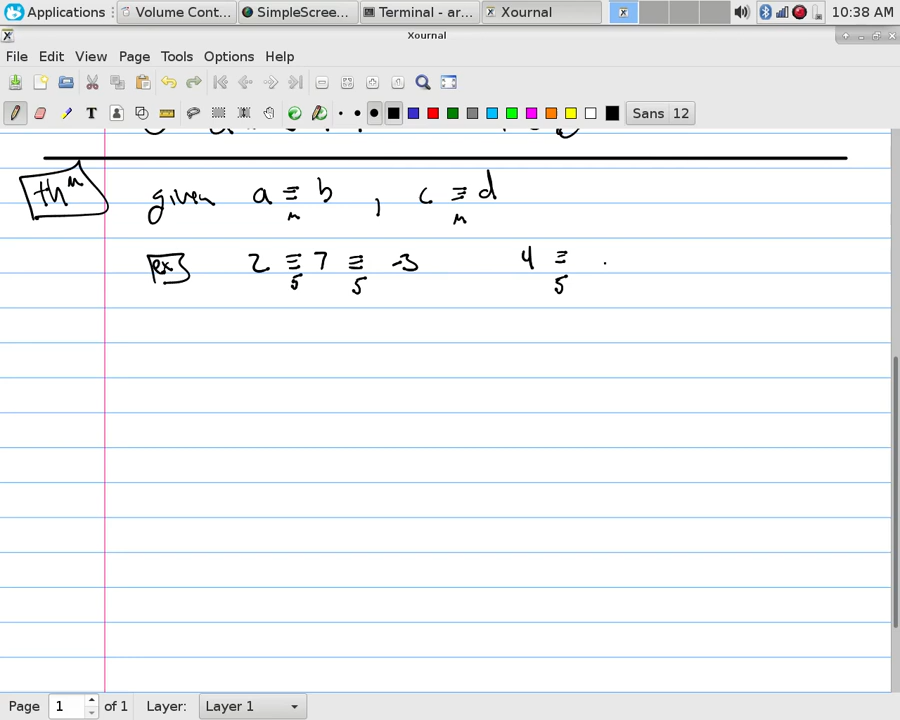 Applications Volume Cont... SimpleScree... Terminal - ar... Xournal 10:38 AM
Xournal
File Edit View Page Tools Options Help
T Sans 12
thm given a ≡ b , c ≡ d
m m
ex 2 ≡ 7 ≡ -3 4 ≡
5 5 5
Page 1 of 1 Layer: Layer 1